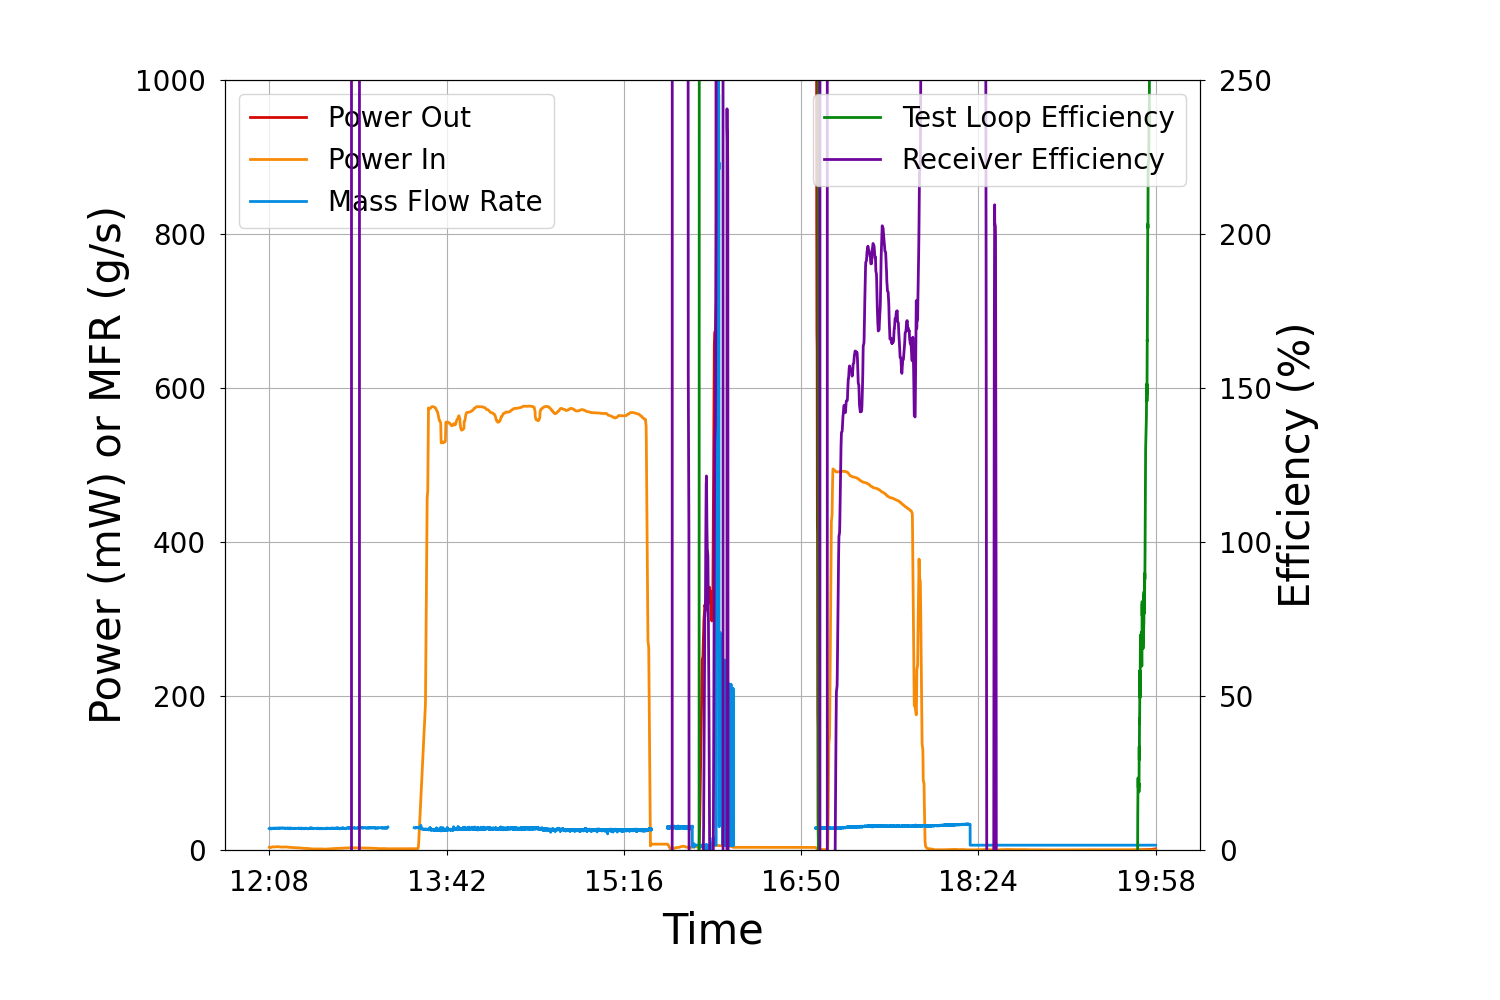 1000
800
600
400
200
0
Power (mW) or MFR (g/s)
Power Out
Power In
Mass Flow Rate
Test Loop Efficiency
Receiver Efficiency
250
200
150
100
50
0
Efficiency (%)
12:08 13:42 15:16 16:50 18:24 19:58
Time